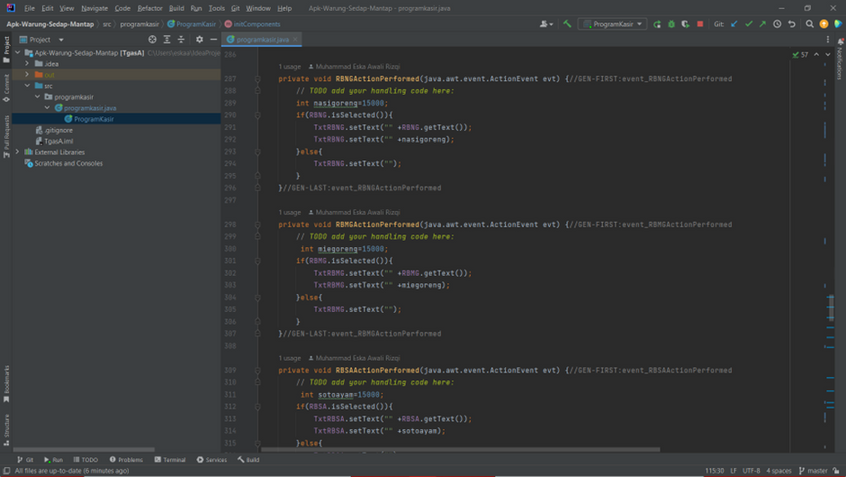 File Edit View Navigate Code Refactor Build Run Tools Git Window Help Apk-Warung-Sedap-Mantap – programkasir.java
Apk-Warung-Sedap-Mantap src programkasir ProgramKasir initComponents ProgramKasir Git:
Project
programkasir.java
Apk-Warung-Sedap-Mantap [TgasA]
.idea
out
src
programkasir
programkasir.java
ProgramKasir
.gitignore
TgasA.iml
External Libraries
Scratches and Consoles
Project
Commit
Pull Requests
Bookmarks
Structure
Notifications
57
286
1 usage Muhammad Eska Awali Rizqi
287 private void RBNGActionPerformed(java.awt.event.ActionEvent evt) {//GEN-FIRST:event_RBNGActionPerformed
288 // TODO add your handling code here:
289 int nasigoreng=15000;
290 if(RBNG.isSelected()){
291 TxtRBNG.setText("" +RBNG.getText());
292 TxtRBNG.setText("" +nasigoreng);
293 }else{
294 TxtRBNG.setText("");
295 }
296 }//GEN-LAST:event_RBNGActionPerformed
297
1 usage Muhammad Eska Awali Rizqi
298 private void RBMGActionPerformed(java.awt.event.ActionEvent evt) {//GEN-FIRST:event_RBMGActionPerformed
299 // TODO add your handling code here:
300 int miegoreng=15000;
301 if(RBMG.isSelected()){
302 TxtRBMG.setText("" +RBMG.getText());
303 TxtRBMG.setText("" +miegoreng);
304 }else{
305 TxtRBMG.setText("");
306 }
307 }//GEN-LAST:event_RBMGActionPerformed
308
1 usage Muhammad Eska Awali Rizqi
309 private void RBSAActionPerformed(java.awt.event.ActionEvent evt) {//GEN-FIRST:event_RBSAActionPerformed
310 // TODO add your handling code here:
311 int sotoayam=15000;
312 if(RBSA.isSelected()){
313 TxtRBSA.setText("" +RBSA.getText());
314 TxtRBSA.setText("" +sotoayam);
315 }else{
Git Run TODO Problems Terminal Services Build
All files are up-to-date (6 minutes ago) 115:30 LF UTF-8 4 spaces master